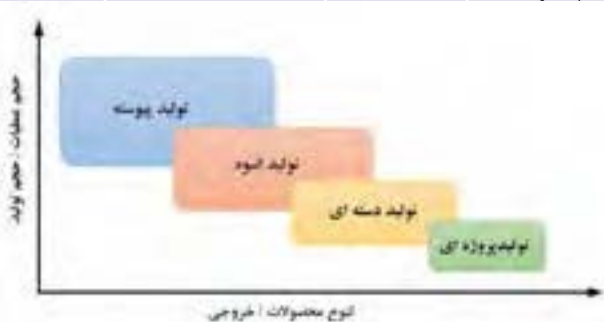 حجم عملیات / حجم تولید
تولید پیوسته
تولید انبوه
تولید دسته ای
تولید پروژه ای
تنوع محصولات / خروجی